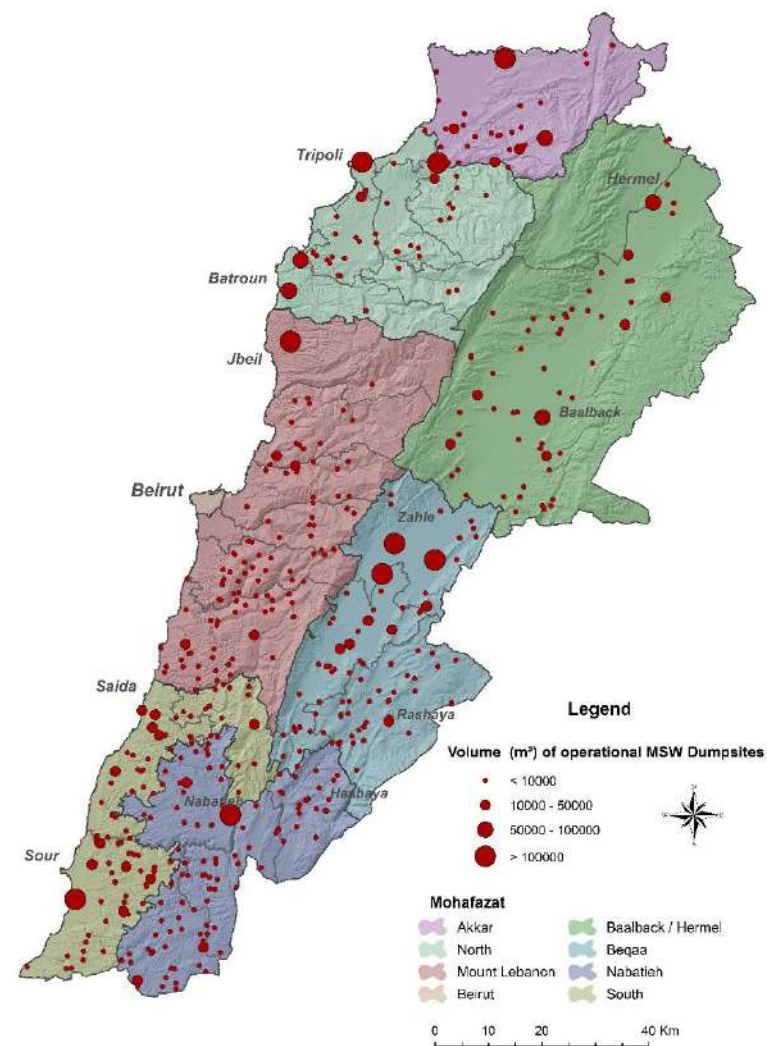 Tripoli
Hermel
Batroun
Jbeil
Baalback
Beirut
Zahle
Saida
Rashaya
Hasbaya
Nabatieh
Sour
Legend
Volume (m³) of operational MSW Dumpsites
< 10000
10000 - 50000
50000 - 100000
> 100000
N
W E
S
Mohafazat
Akkar
North
Mount Lebanon
Beirut
Baalback / Hermel
Beqaa
Nabatieh
South
0 10 20 40 Km